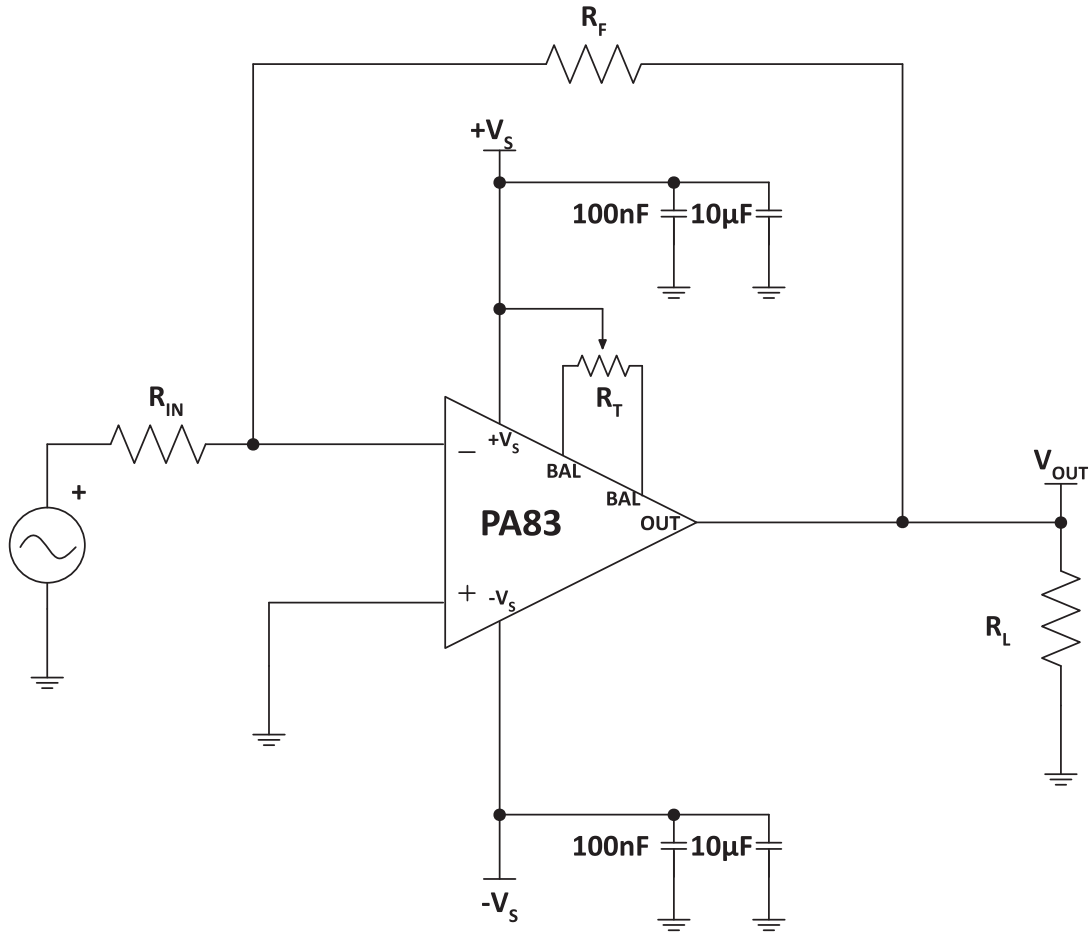 R_F
+V_S
100nF 10µF
R_IN
R_T
+V_S
−
BAL
BAL
+
PA83
OUT
V_OUT
+
-V_S
R_L
100nF 10µF
-V_S